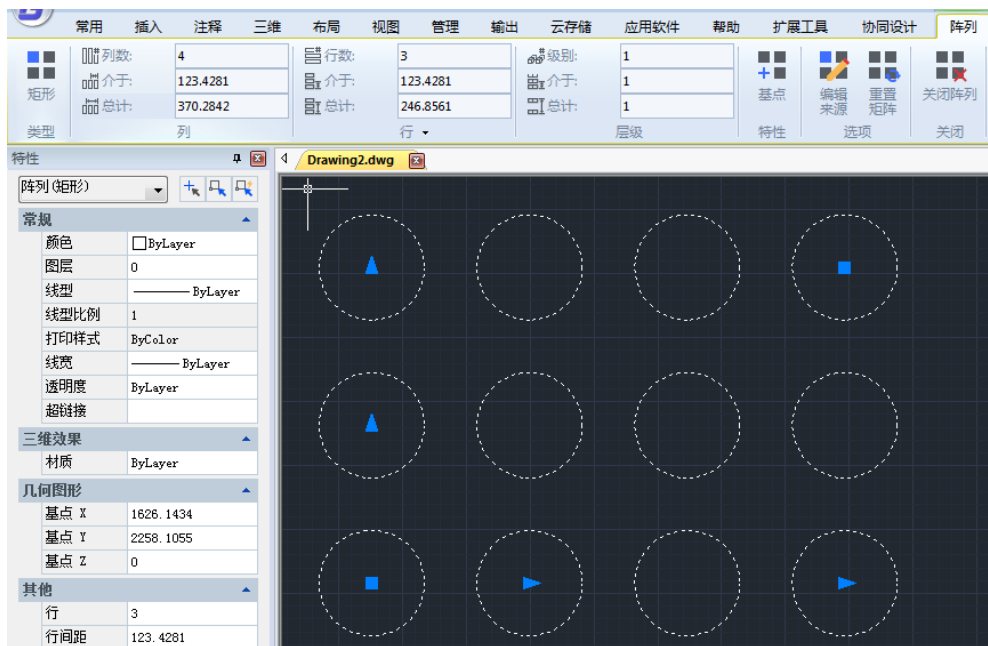 常用 插入 注释 三维 布局 视图 管理 输出 云存储 应用软件 帮助 扩展工具 协同设计 阵列
列数: 4 行数: 3 级别: 1
介于: 123.4281 介于: 123.4281 介于: 1
总计: 370.2842 总计: 246.8561 总计: 1
矩形 基点 编辑来源 重置矩阵 关闭阵列
类型 列 行 层级 特性 选项 关闭
特性 Drawing2.dwg
阵列(矩形)
常规
颜色 ByLayer
图层 0
线型 ByLayer
线型比例 1
打印样式 ByColor
线宽 ByLayer
透明度 ByLayer
超链接
三维效果
材质 ByLayer
几何图形
基点 X 1626.1434
基点 Y 2258.1055
基点 Z 0
其他
行 3
行间距 123.4281